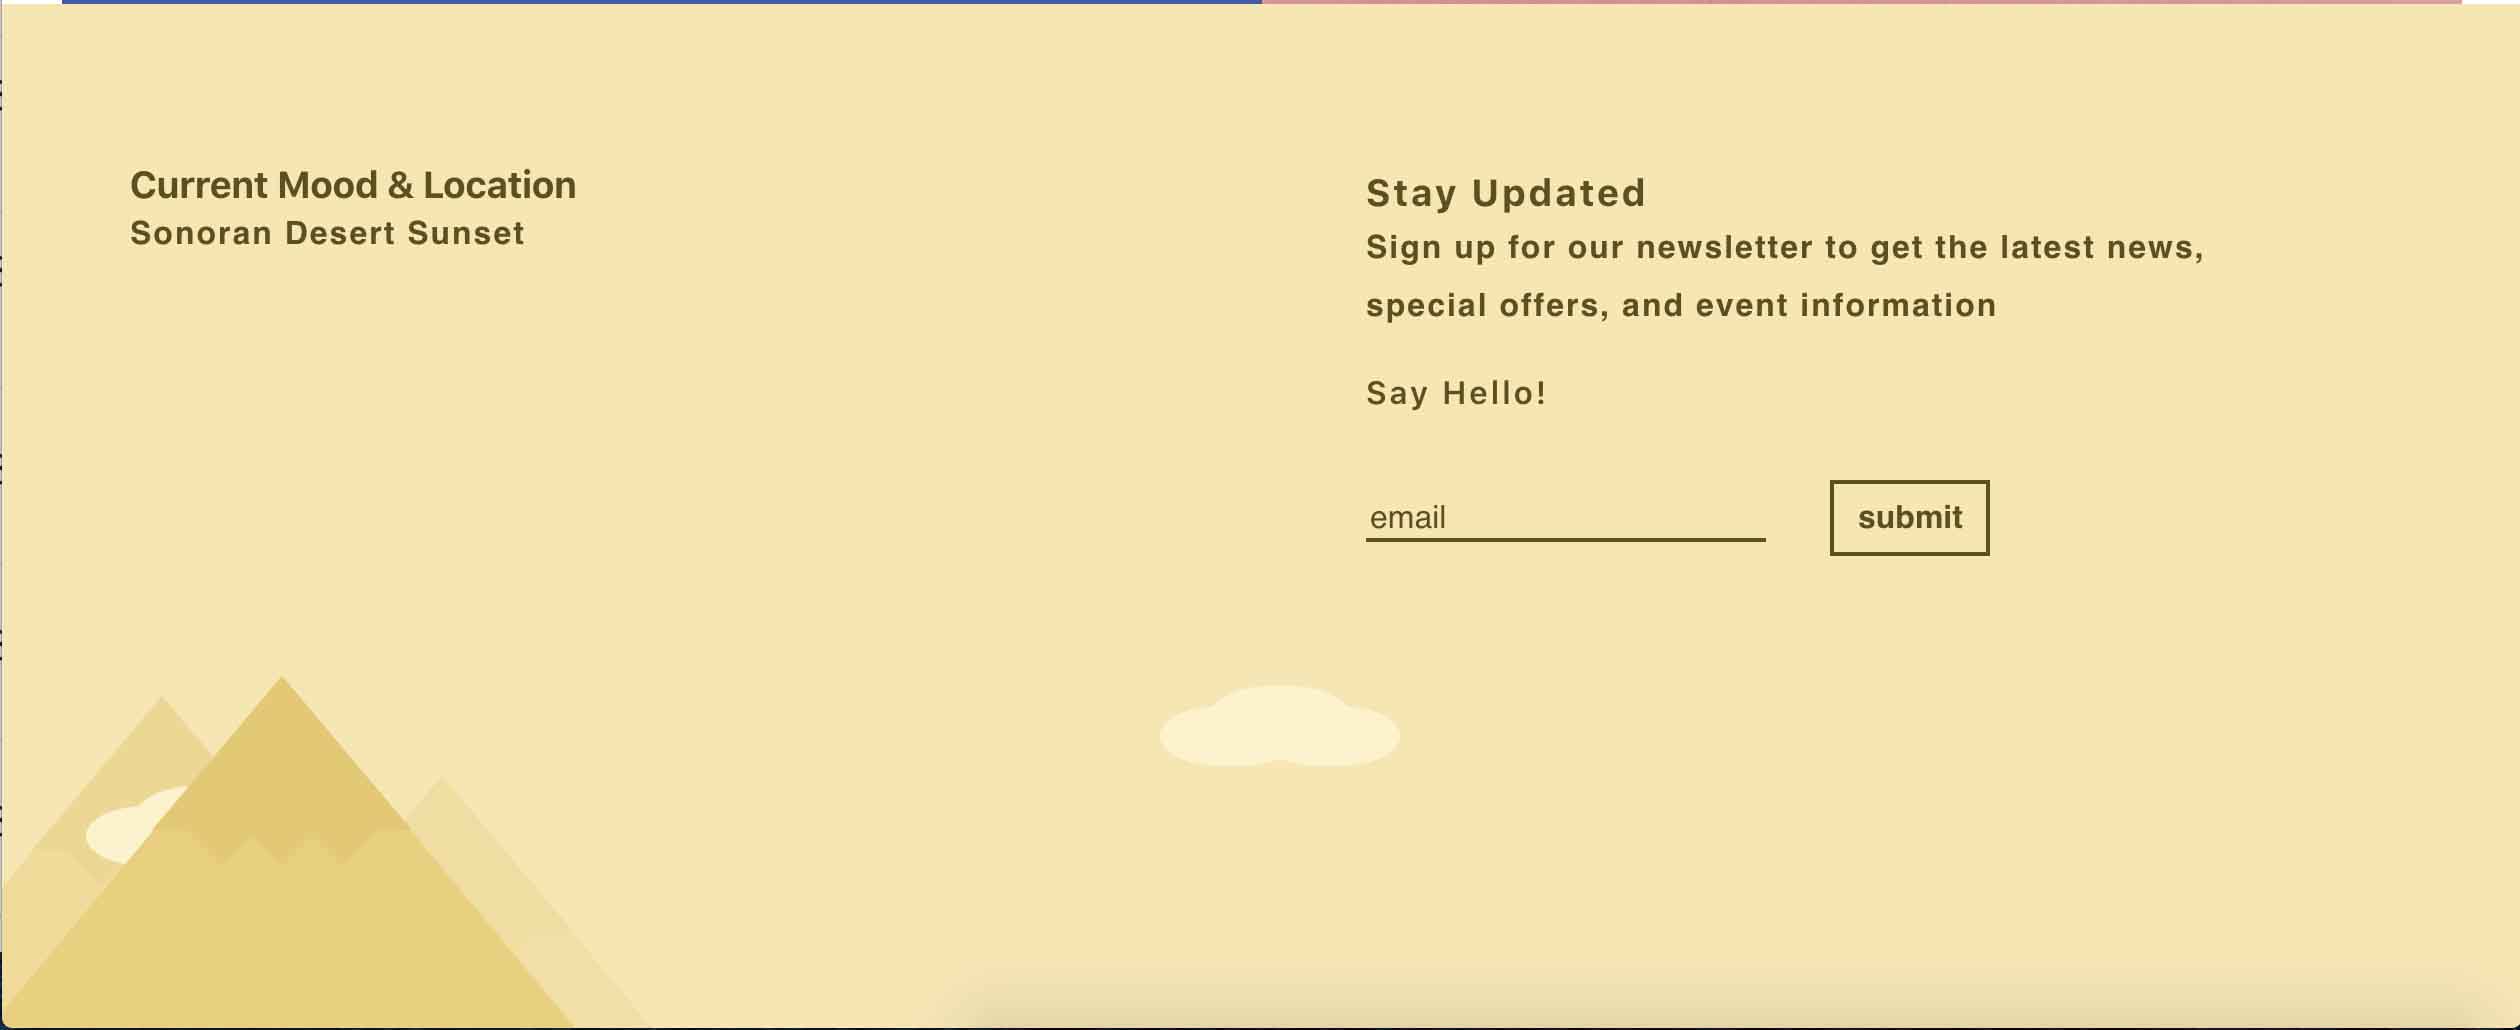 Current Mood & Location
Sonoran Desert Sunset
Stay Updated
Sign up for our newsletter to get the latest news,
special offers, and event information
Say Hello!
email
submit